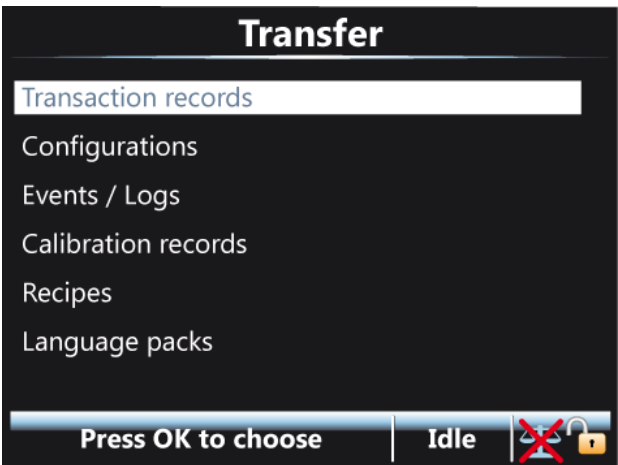 Transfer
Transaction records
Configurations
Events / Logs
Calibration records
Recipes
Language packs
Press OK to choose
Idle